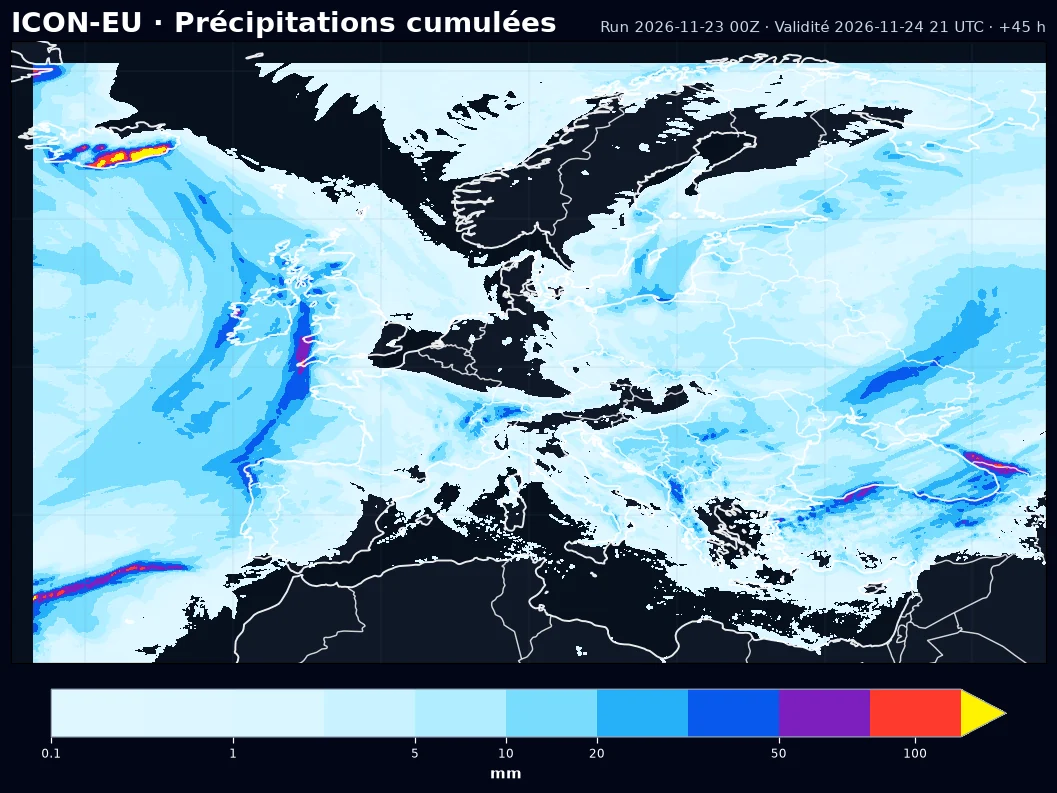 ICON-EU · Précipitations cumulées
Run 2026-11-23 00Z · Validité 2026-11-24 21 UTC · +45 h
0.1 1 5 10 20 50 100
mm